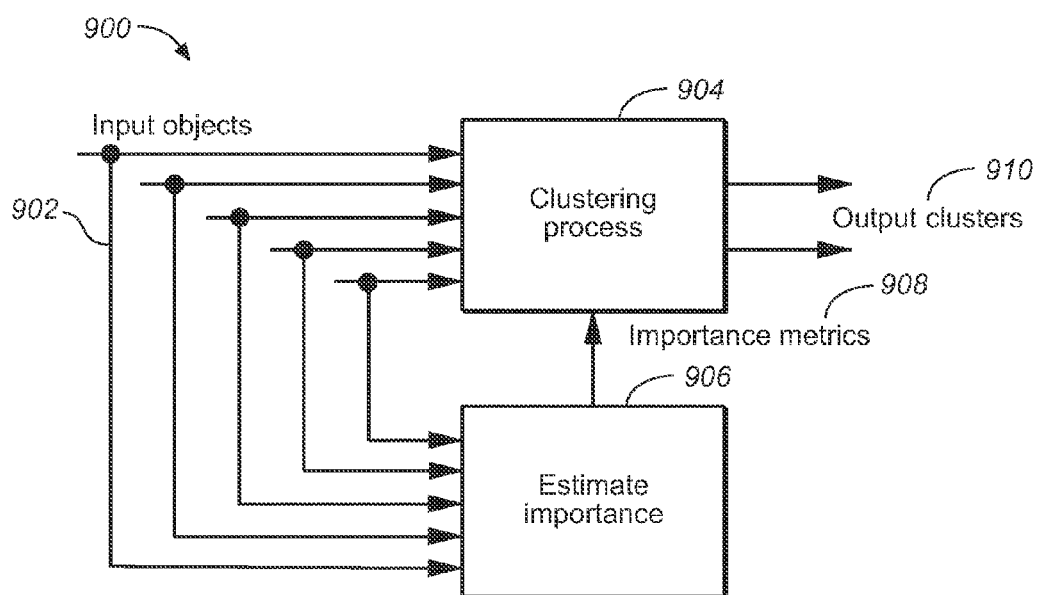 900
904
Input objects
910
902
Clustering
process
Output clusters
908
Importance metrics
906
Estimate
importance